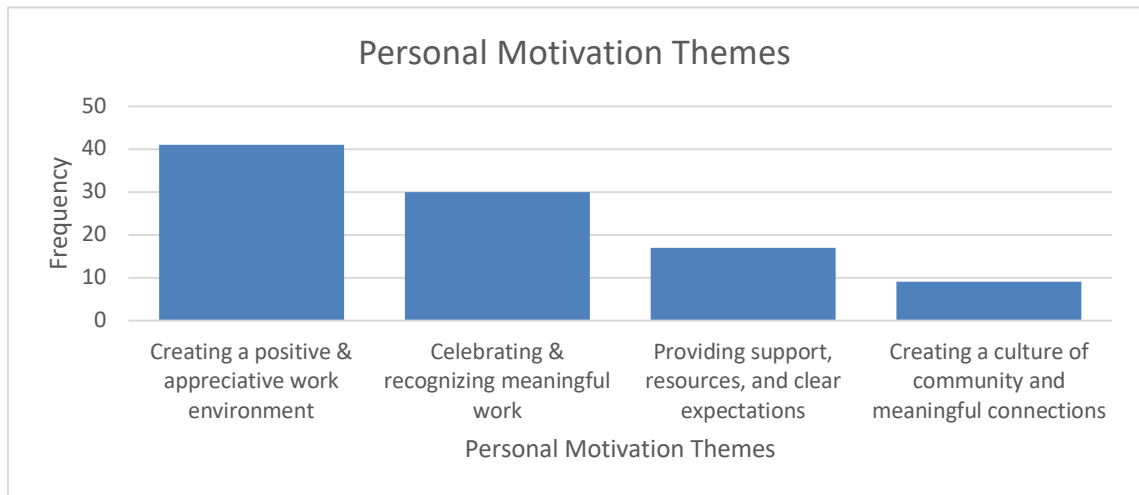 Personal Motivation Themes
50
40
30
20
10
0
Frequency
Creating a positive &
appreciative work
environment
Celebrating &
recognizing meaningful
work
Providing support,
resources, and clear
expectations
Creating a culture of
community and
meaningful connections
Personal Motivation Themes